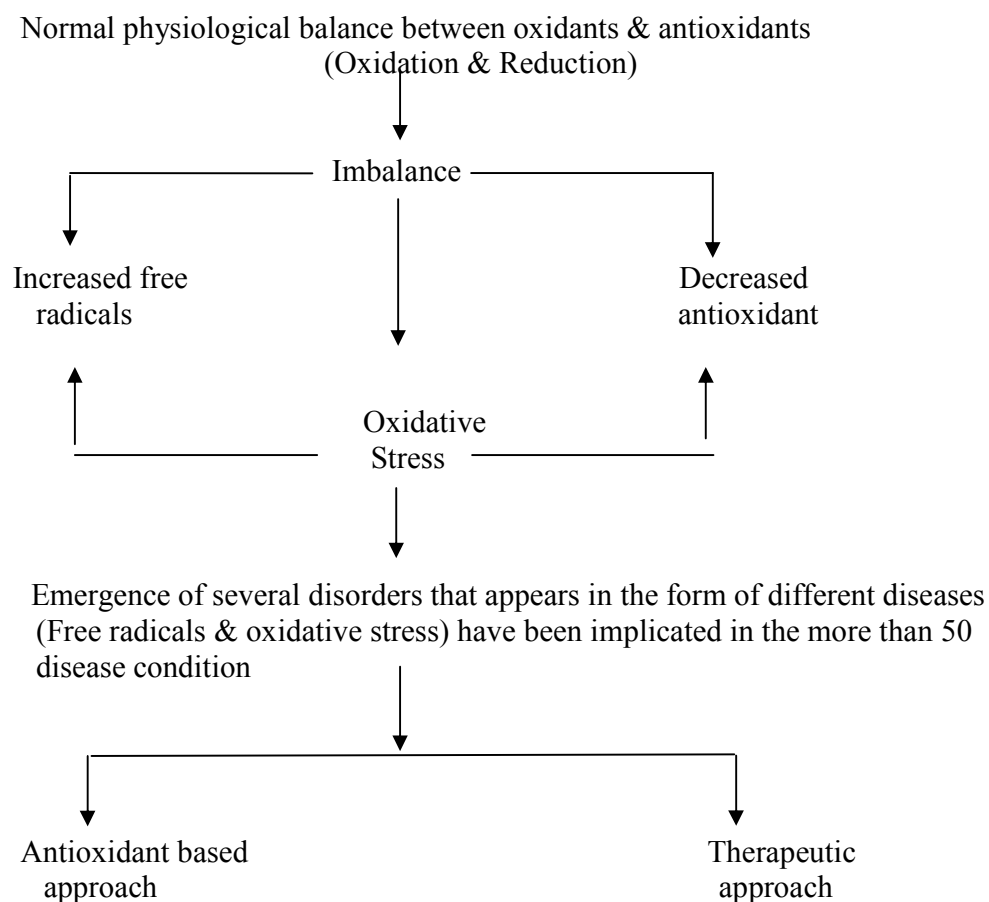 Normal physiological balance between oxidants & antioxidants
(Oxidation & Reduction)
Imbalance
Increased free
radicals
Decreased
antioxidant
Oxidative
Stress
Emergence of several disorders that appears in the form of different diseases
(Free radicals & oxidative stress) have been implicated in the more than 50
disease condition
Antioxidant based
approach
Therapeutic
approach